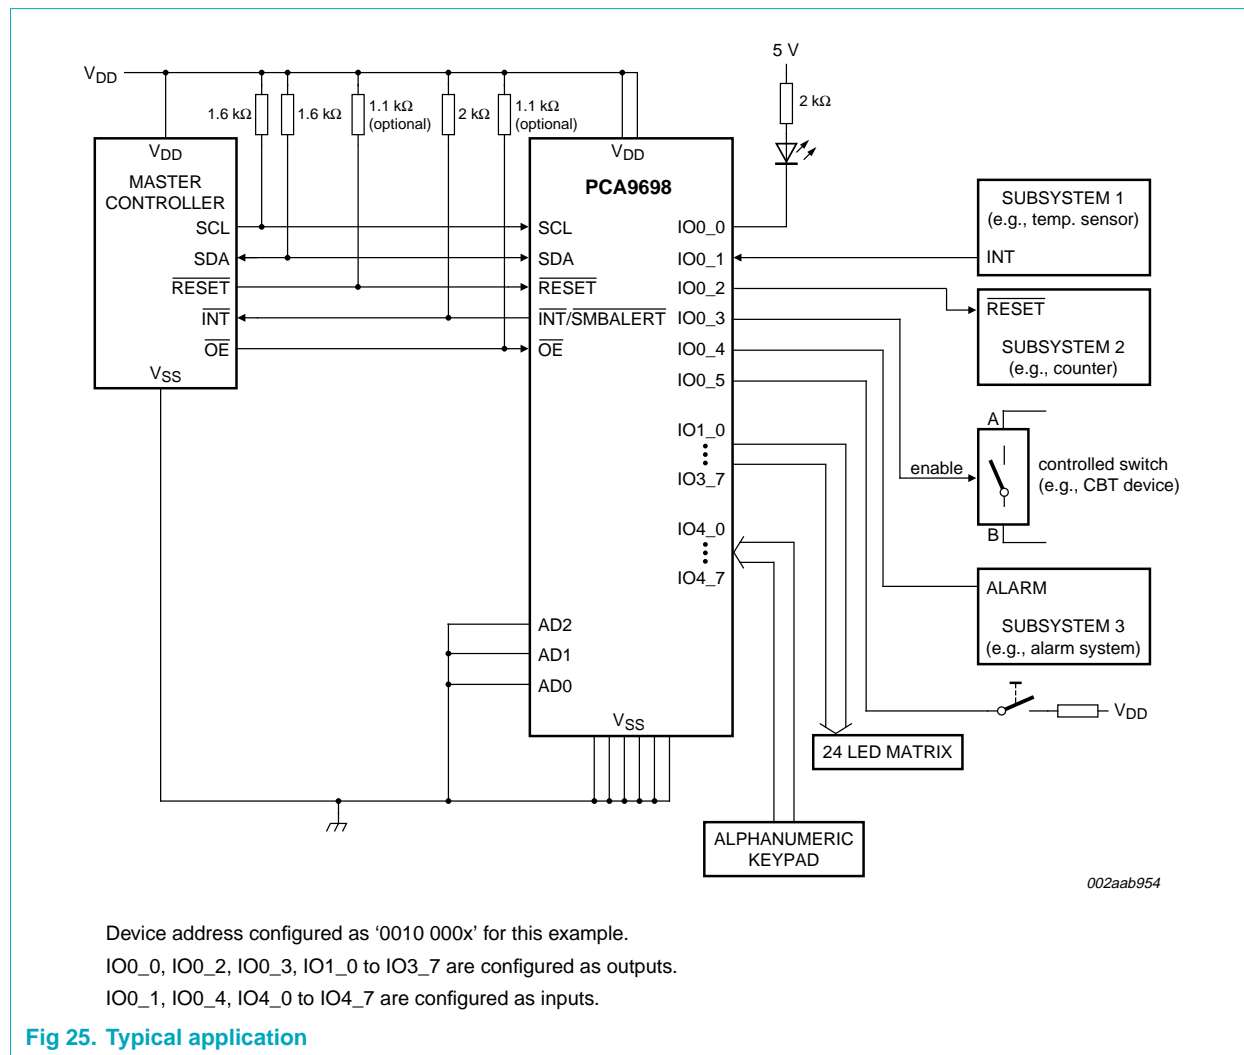 5 V
2 kΩ
VDD
1.6 kΩ
1.6 kΩ
1.1 kΩ
(optional)
2 kΩ
1.1 kΩ
(optional)
VDD
MASTER
CONTROLLER
SCL
SDA
RESET
INT
OE
VSS
VDD
PCA9698
SCL
SDA
RESET
INT/SMBALERT
OE
AD2
AD1
AD0
VSS
IO0_0
IO0_1
IO0_2
IO0_3
IO0_4
IO0_5
IO1_0
IO3_7
IO4_0
IO4_7
SUBSYSTEM 1
(e.g., temp. sensor)
INT
RESET
SUBSYSTEM 2
(e.g., counter)
A
enable
controlled switch
(e.g., CBT device)
B
ALARM
SUBSYSTEM 3
(e.g., alarm system)
VDD
24 LED MATRIX
ALPHANUMERIC
KEYPAD
002aab954
Device address configured as ‘0010 000x’ for this example.
IO0_0, IO0_2, IO0_3, IO1_0 to IO3_7 are configured as outputs.
IO0_1, IO0_4, IO4_0 to IO4_7 are configured as inputs.
Fig 25. Typical application